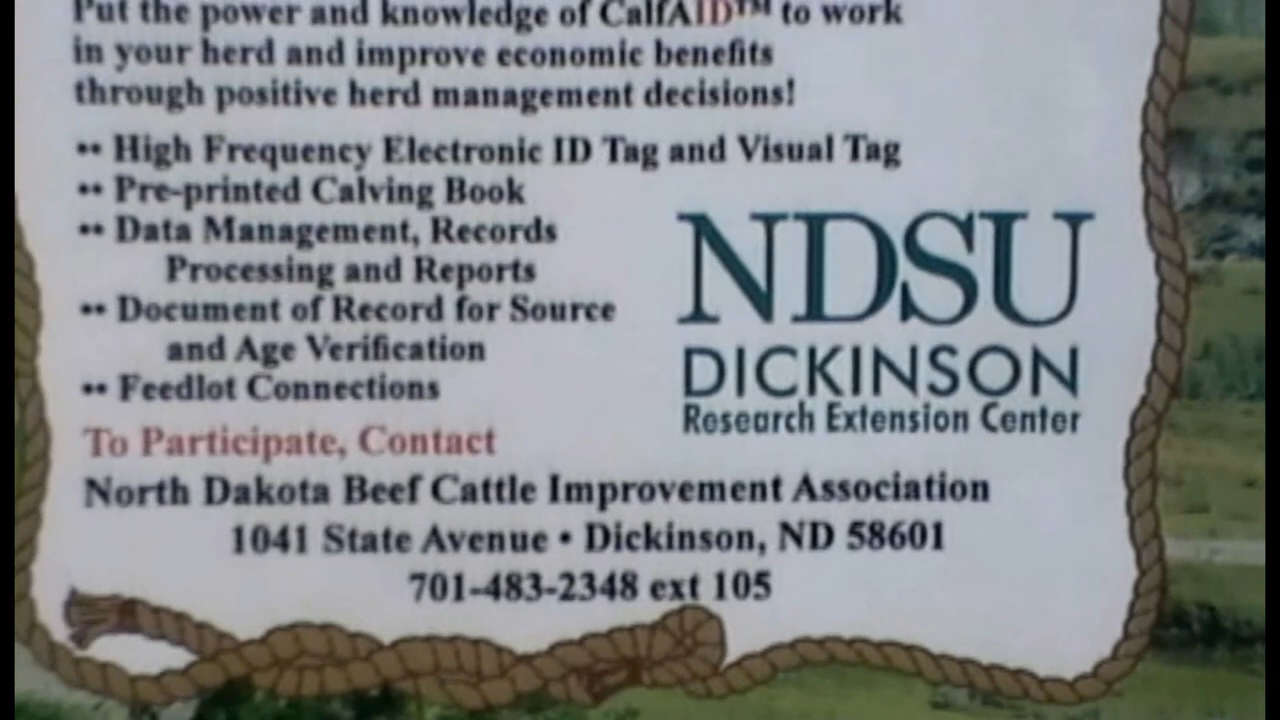 Put the power and knowledge of CalfAID™ to work
in your herd and improve economic benefits
through positive herd management decisions!
•• High Frequency Electronic ID Tag and Visual Tag
•• Pre-printed Calving Book
•• Data Management, Records
Processing and Reports
•• Document of Record for Source
and Age Verification
•• Feedlot Connections
NDSU
DICKINSON
Research Extension Center
To Participate, Contact
North Dakota Beef Cattle Improvement Association
1041 State Avenue • Dickinson, ND 58601
701-483-2348 ext 105